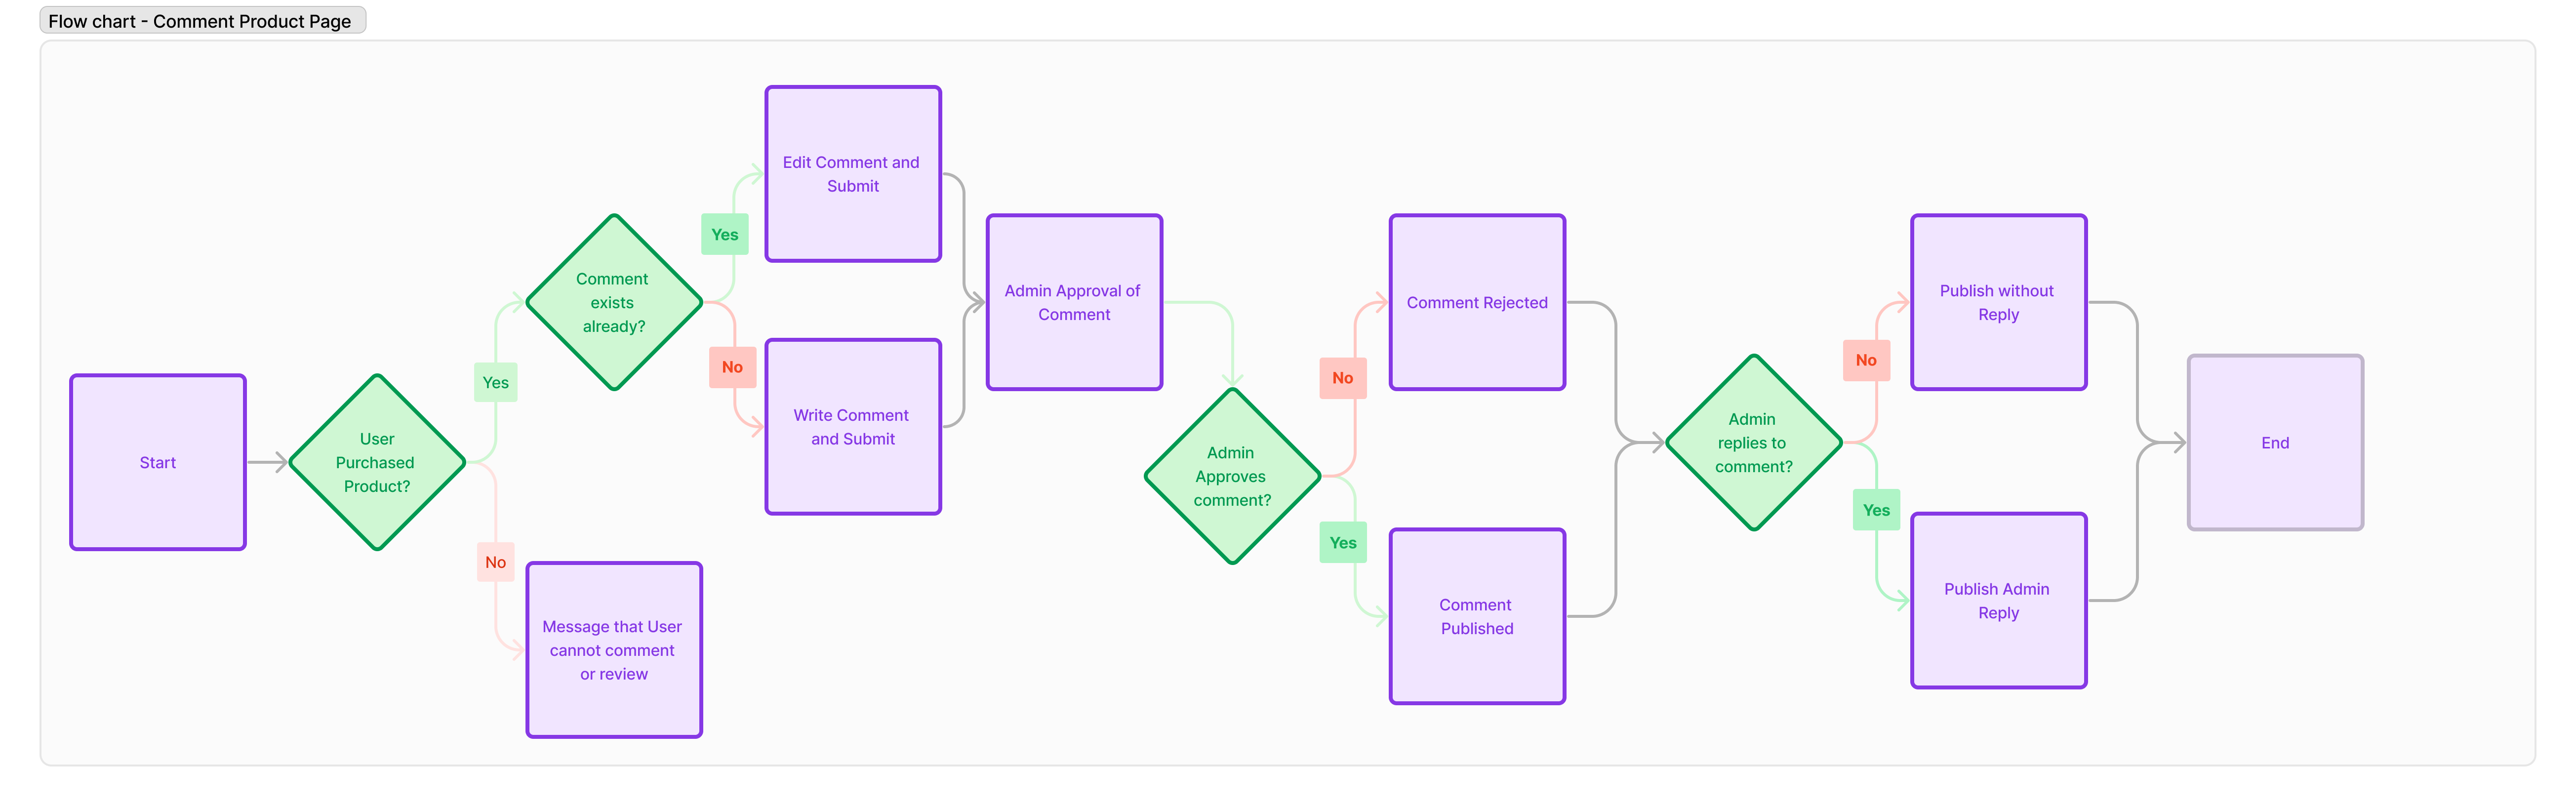 Flow chart - Comment Product Page
Start
User
Purchased
Product?
Yes
No
Comment
exists
already?
Message that User
cannot comment
or review
Yes
No
Edit Comment and
Submit
Write Comment
and Submit
Admin Approval of
Comment
Admin
Approves
comment?
No
Yes
Comment Rejected
Comment
Published
Admin
replies to
comment?
No
Yes
Publish without
Reply
Publish Admin
Reply
End